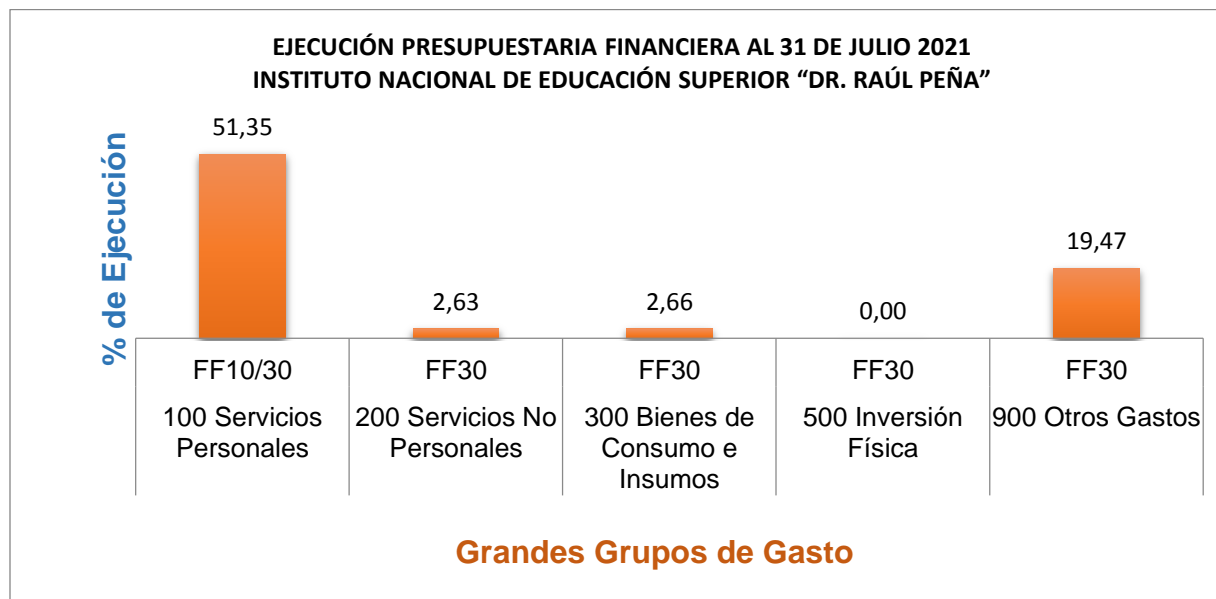 EJECUCIÓN PRESUPUESTARIA FINANCIERA AL 31 DE JULIO 2021
INSTITUTO NACIONAL DE EDUCACIÓN SUPERIOR “DR. RAÚL PEÑA”
% de Ejecución
51,35
2,63
2,66
0,00
19,47
FF10/30
FF30
FF30
FF30
FF30
100 Servicios
Personales
200 Servicios No
Personales
300 Bienes de
Consumo e
Insumos
500 Inversión
Física
900 Otros Gastos
Grandes Grupos de Gasto